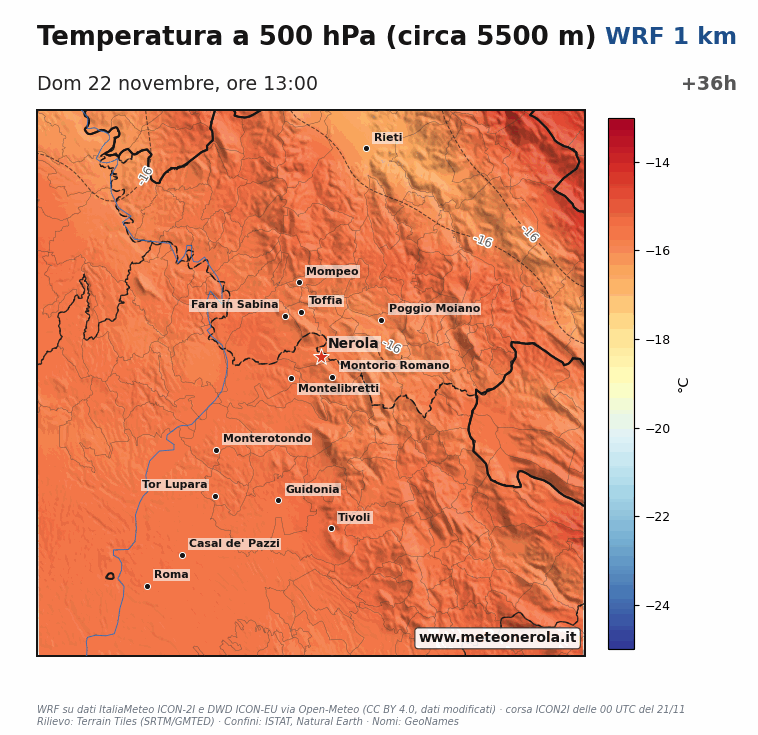 Temperatura a 500 hPa (circa 5500 m) WRF 1 km
Dom 22 novembre, ore 13:00 +36h
Rieti
-16
-16
-16
Mompeo
Fara in Sabina
Toffia
Poggio Moiano
Nerola
-16
Montorio Romano
Montelibretti
Monterotondo
Tor Lupara
Guidonia
Tivoli
Casal de' Pazzi
Roma
www.meteonerola.it
−14
−16
−18
−20
−22
−24
°C
WRF su dati ItaliaMeteo ICON-2I e DWD ICON-EU via Open-Meteo (CC BY 4.0, dati modificati) · corsa ICON2I delle 00 UTC del 21/11
Rilievo: Terrain Tiles (SRTM/GMTED) · Confini: ISTAT, Natural Earth · Nomi: GeoNames